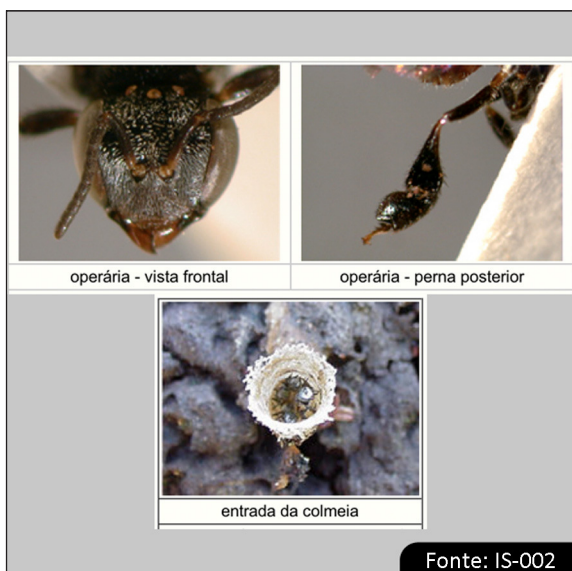 operária - vista frontal
operária - perna posterior
entrada da colmeia
Fonte: IS-002